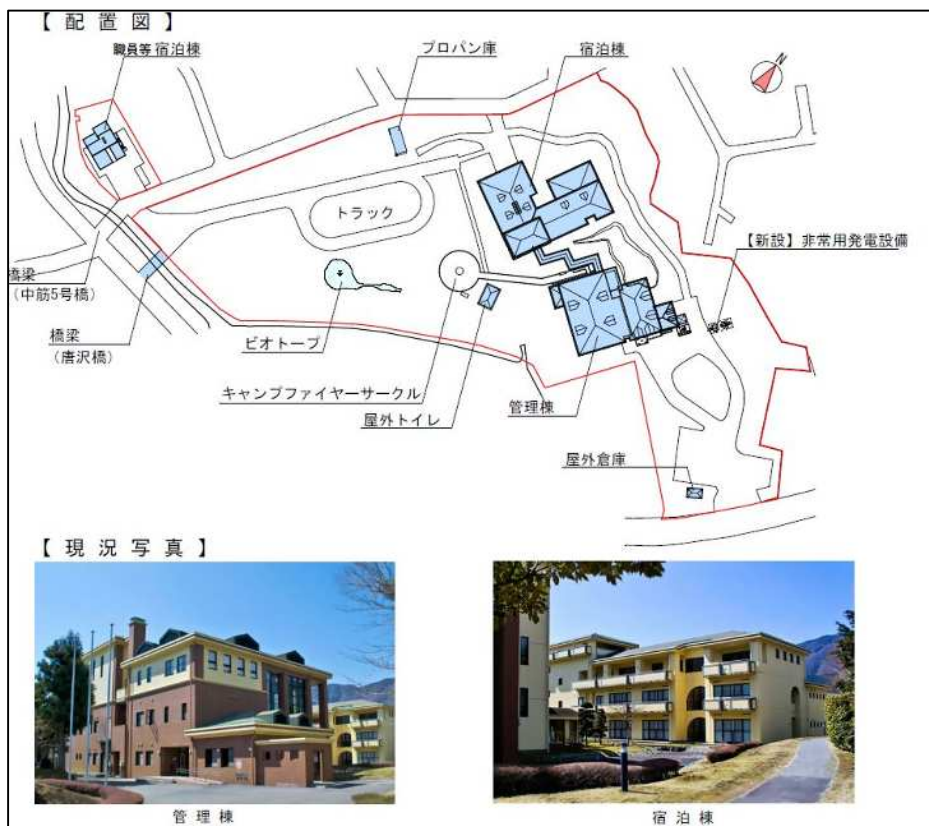 【 配 置 図 】
職員等宿泊棟
プロパン庫
宿泊棟
N
トラック
【新設】非常用発電設備
橋梁
（中筋5号橋）
橋梁
（唐沢橋）
ビオトープ
キャンプファイヤーサークル
屋外トイレ
管理棟
屋外倉庫
【 現 況 写 真 】
管 理 棟
宿 泊 棟